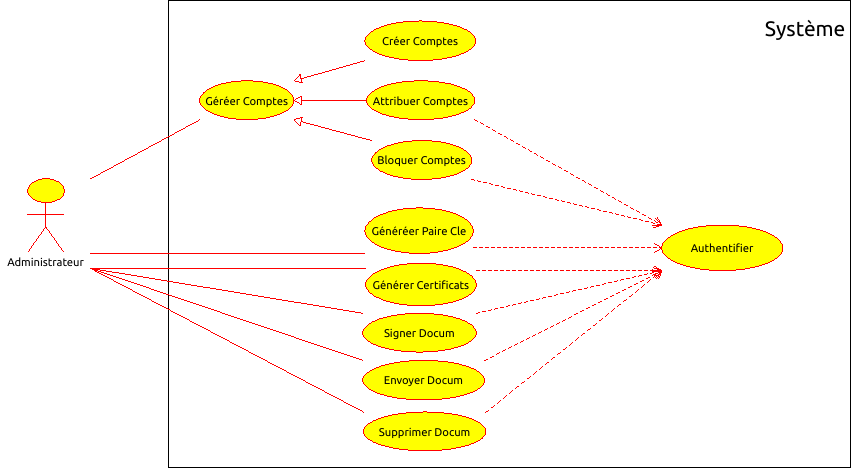 Système
Créer Comptes
Géréer Comptes
Attribuer Comptes
Bloquer Comptes
Généréer Paire Cle
Authentifier
Administrateur
Générer Certificats
Signer Docum
Envoyer Docum
Supprimer Docum